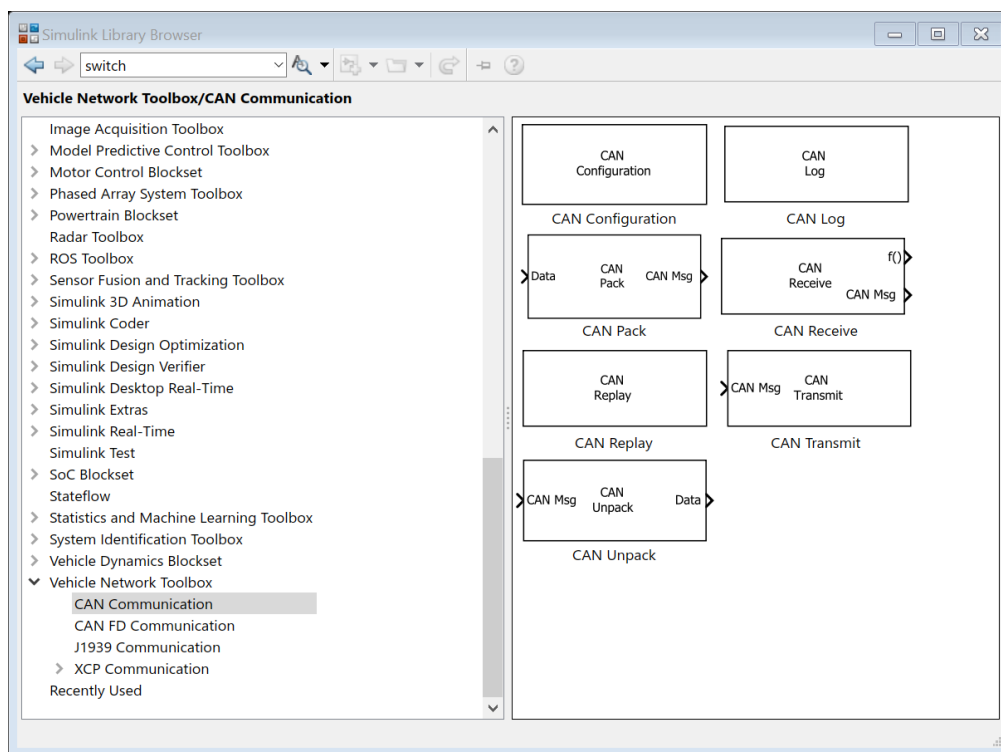 Simulink Library Browser
switch
Vehicle Network Toolbox/CAN Communication
Image Acquisition Toolbox
Model Predictive Control Toolbox
Motor Control Blockset
Phased Array System Toolbox
Powertrain Blockset
Radar Toolbox
ROS Toolbox
Sensor Fusion and Tracking Toolbox
Simulink 3D Animation
Simulink Coder
Simulink Design Optimization
Simulink Design Verifier
Simulink Desktop Real-Time
Simulink Extras
Simulink Real-Time
Simulink Test
SoC Blockset
Stateflow
Statistics and Machine Learning Toolbox
System Identification Toolbox
Vehicle Dynamics Blockset
Vehicle Network Toolbox
CAN Communication
CAN FD Communication
J1939 Communication
XCP Communication
Recently Used
CAN
Configuration
CAN Configuration
CAN
Log
CAN Log
Data
CAN
Pack
CAN Msg
CAN Pack
CAN
Receive
f()
CAN Msg
CAN Receive
CAN
Replay
CAN Replay
CAN Msg
CAN
Transmit
CAN Transmit
CAN Msg
CAN
Unpack
Data
CAN Unpack